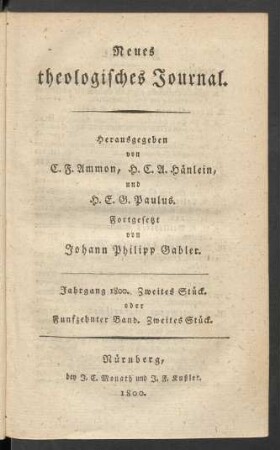 Neues
theologisches Journal.
Herausgegeben
von
C. F. Ammon, H. C. A. Hänlein,
und
H. E. G. Paulus.
Fortgesetzt
von
Johann Philipp Gabler.
Jahrgang 1800. Zweites Stück.
oder
Funfzehnter Band. Zweites Stück.
Nürnberg,
bey J. C. Monath und J. F. Kußler.
1800.